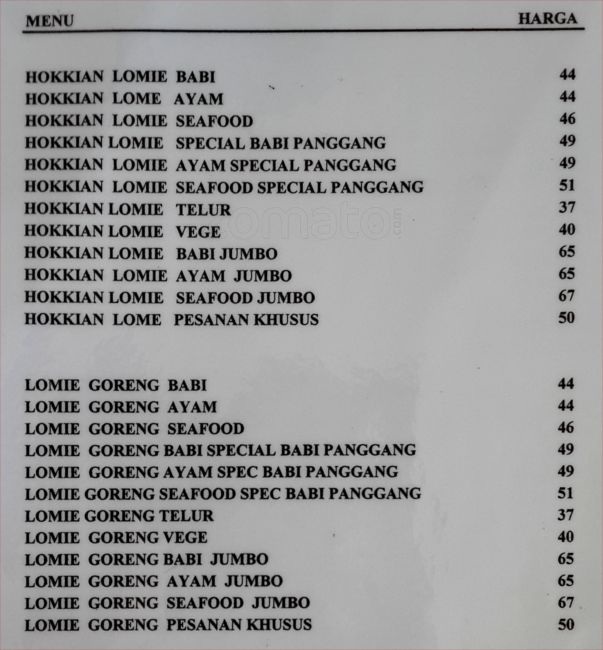 MENU HARGA
HOKKIAN LOMIE BABI 44
HOKKIAN LOME AYAM 44
HOKKIAN LOMIE SEAFOOD 46
HOKKIAN LOMIE SPECIAL BABI PANGGANG 49
HOKKIAN LOMIE AYAM SPECIAL PANGGANG 49
HOKKIAN LOMIE SEAFOOD SPECIAL PANGGANG 51
HOKKIAN LOMIE TELUR 37
HOKKIAN LOMIE VEGE 40
HOKKIAN LOMIE BABI JUMBO 65
HOKKIAN LOMIE AYAM JUMBO 65
HOKKIAN LOMIE SEAFOOD JUMBO 67
HOKKIAN LOME PESANAN KHUSUS 50
LOMIE GORENG BABI 44
LOMIE GORENG AYAM 44
LOMIE GORENG SEAFOOD 46
LOMIE GORENG BABI SPECIAL BABI PANGGANG 49
LOMIE GORENG AYAM SPEC BABI PANGGANG 49
LOMIE GORENG SEAFOOD SPEC BABI PANGGANG 51
LOMIE GORENG TELUR 37
LOMIE GORENG VEGE 40
LOMIE GORENG BABI JUMBO 65
LOMIE GORENG AYAM JUMBO 65
LOMIE GORENG SEAFOOD JUMBO 67
LOMIE GORENG PESANAN KHUSUS 50